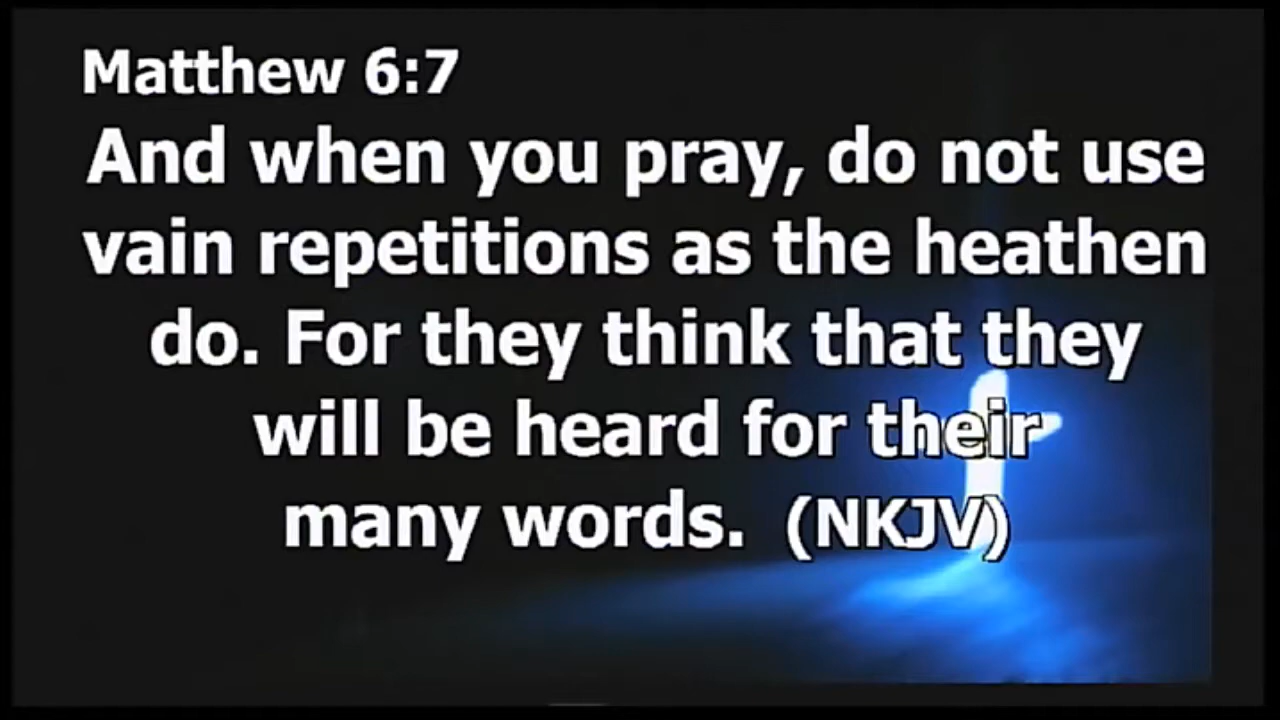 Matthew 6:7
And when you pray, do not use
vain repetitions as the heathen
do. For they think that they
will be heard for their
many words. (NKJV)